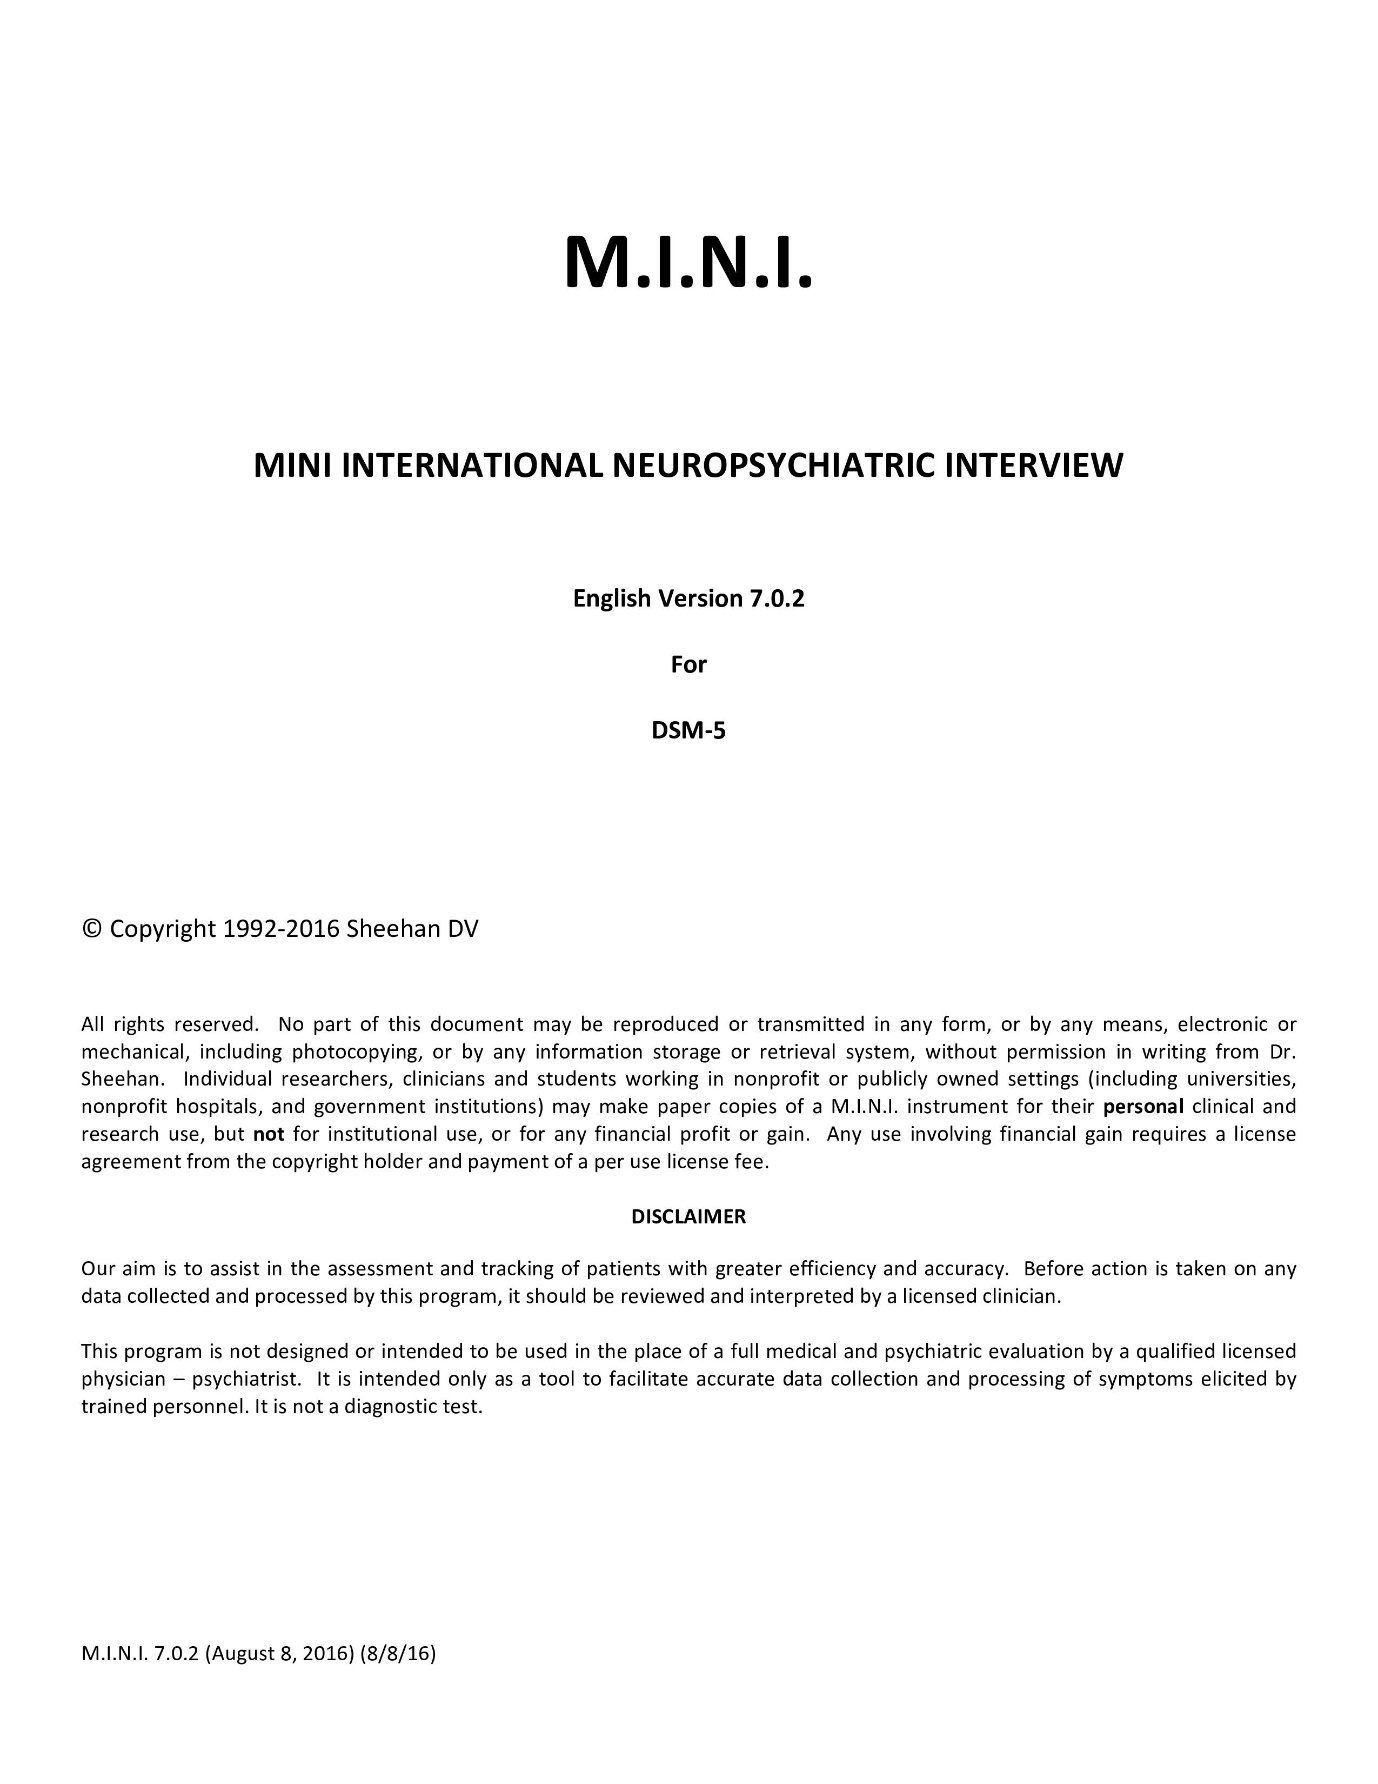 M.I.N.I.
MINI INTERNATIONAL NEUROPSYCHIATRIC INTERVIEW
English Version 7.0.2
For
DSM-5
© Copyright 1992-2016 Sheehan DV
All rights reserved. No part of this document may be reproduced or transmitted in any form, or by any means, electronic or
mechanical, including photocopying, or by any information storage or retrieval system, without permission in writing from Dr.
Sheehan. Individual researchers, clinicians and students working in nonprofit or publicly owned settings (including universities,
nonprofit hospitals, and government institutions) may make paper copies of a M.I.N.I. instrument for their personal clinical and
research use, but not for institutional use, or for any financial profit or gain. Any use involving financial gain requires a license
agreement from the copyright holder and payment of a per use license fee.
DISCLAIMER
Our aim is to assist in the assessment and tracking of patients with greater efficiency and accuracy. Before action is taken on any
data collected and processed by this program, it should be reviewed and interpreted by a licensed clinician.
This program is not designed or intended to be used in the place of a full medical and psychiatric evaluation by a qualified licensed
physician – psychiatrist. It is intended only as a tool to facilitate accurate data collection and processing of symptoms elicited by
trained personnel. It is not a diagnostic test.
M.I.N.I. 7.0.2 (August 8, 2016) (8/8/16)